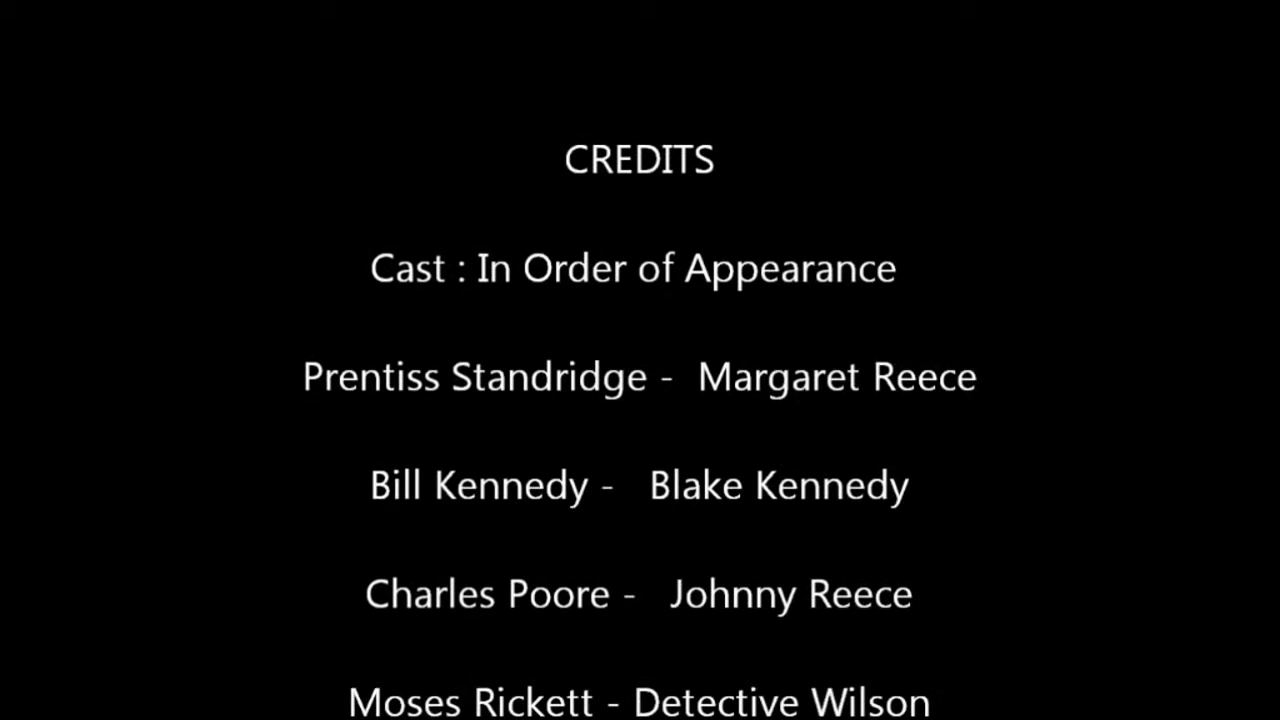 CREDITS
Cast : In Order of Appearance
Prentiss Standridge -  Margaret Reece
Bill Kennedy -   Blake Kennedy
Charles Poore -   Johnny Reece
Moses Rickett - Detective Wilson